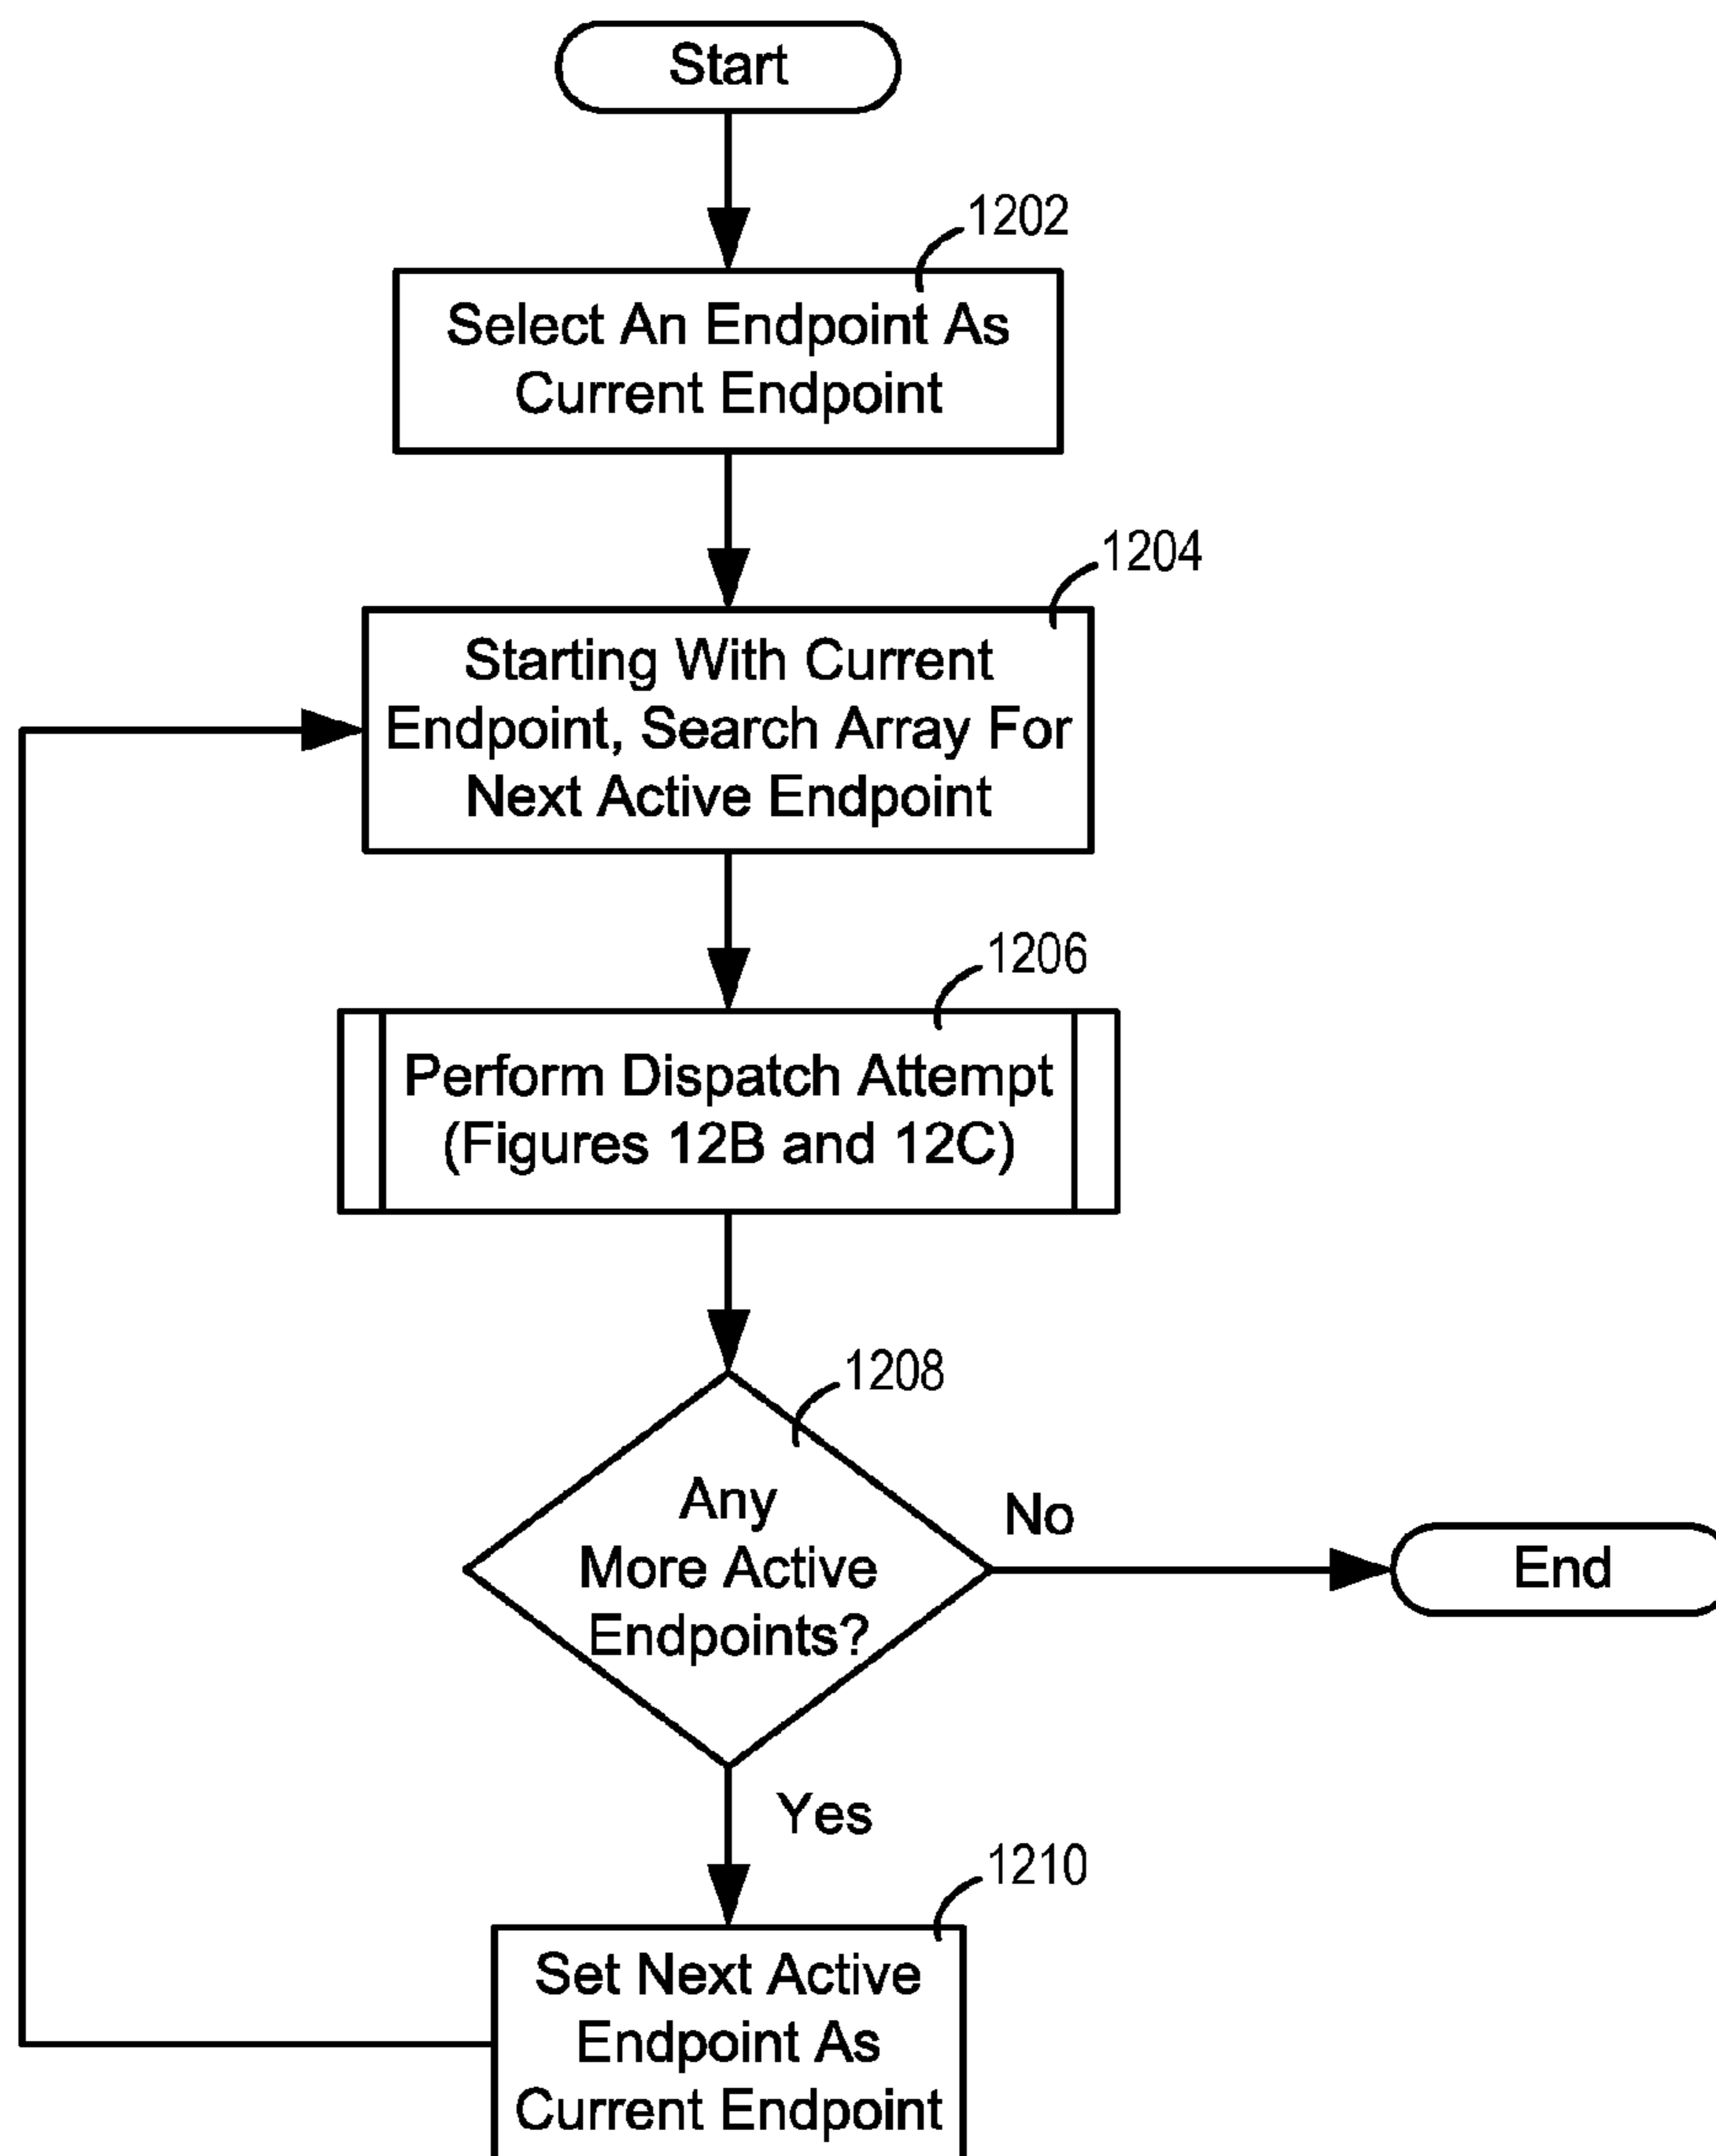 Start
1202
Select An Endpoint As
Current Endpoint
1204
Starting With Current
Endpoint, Search Array For
Next Active Endpoint
1206
Perform Dispatch Attempt
(Figures 12B and 12C)
1208
Any
More Active
Endpoints?
No
End
Yes
1210
Set Next Active
Endpoint As
Current Endpoint